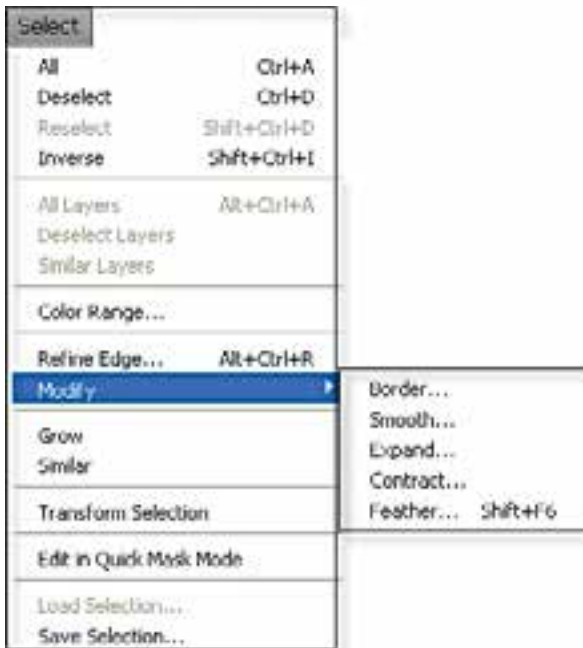 Select
All Ctrl+A
Deselect Ctrl+D
Reselect Shift+Ctrl+D
Inverse Shift+Ctrl+I
All Layers Alt+Ctrl+A
Deselect Layers
Similar Layers
Color Range...
Refine Edge... Alt+Ctrl+R
Modify
Border...
Smooth...
Expand...
Contract...
Feather... Shift+F6
Grow
Similar
Transform Selection
Edit in Quick Mask Mode
Load Selection...
Save Selection...